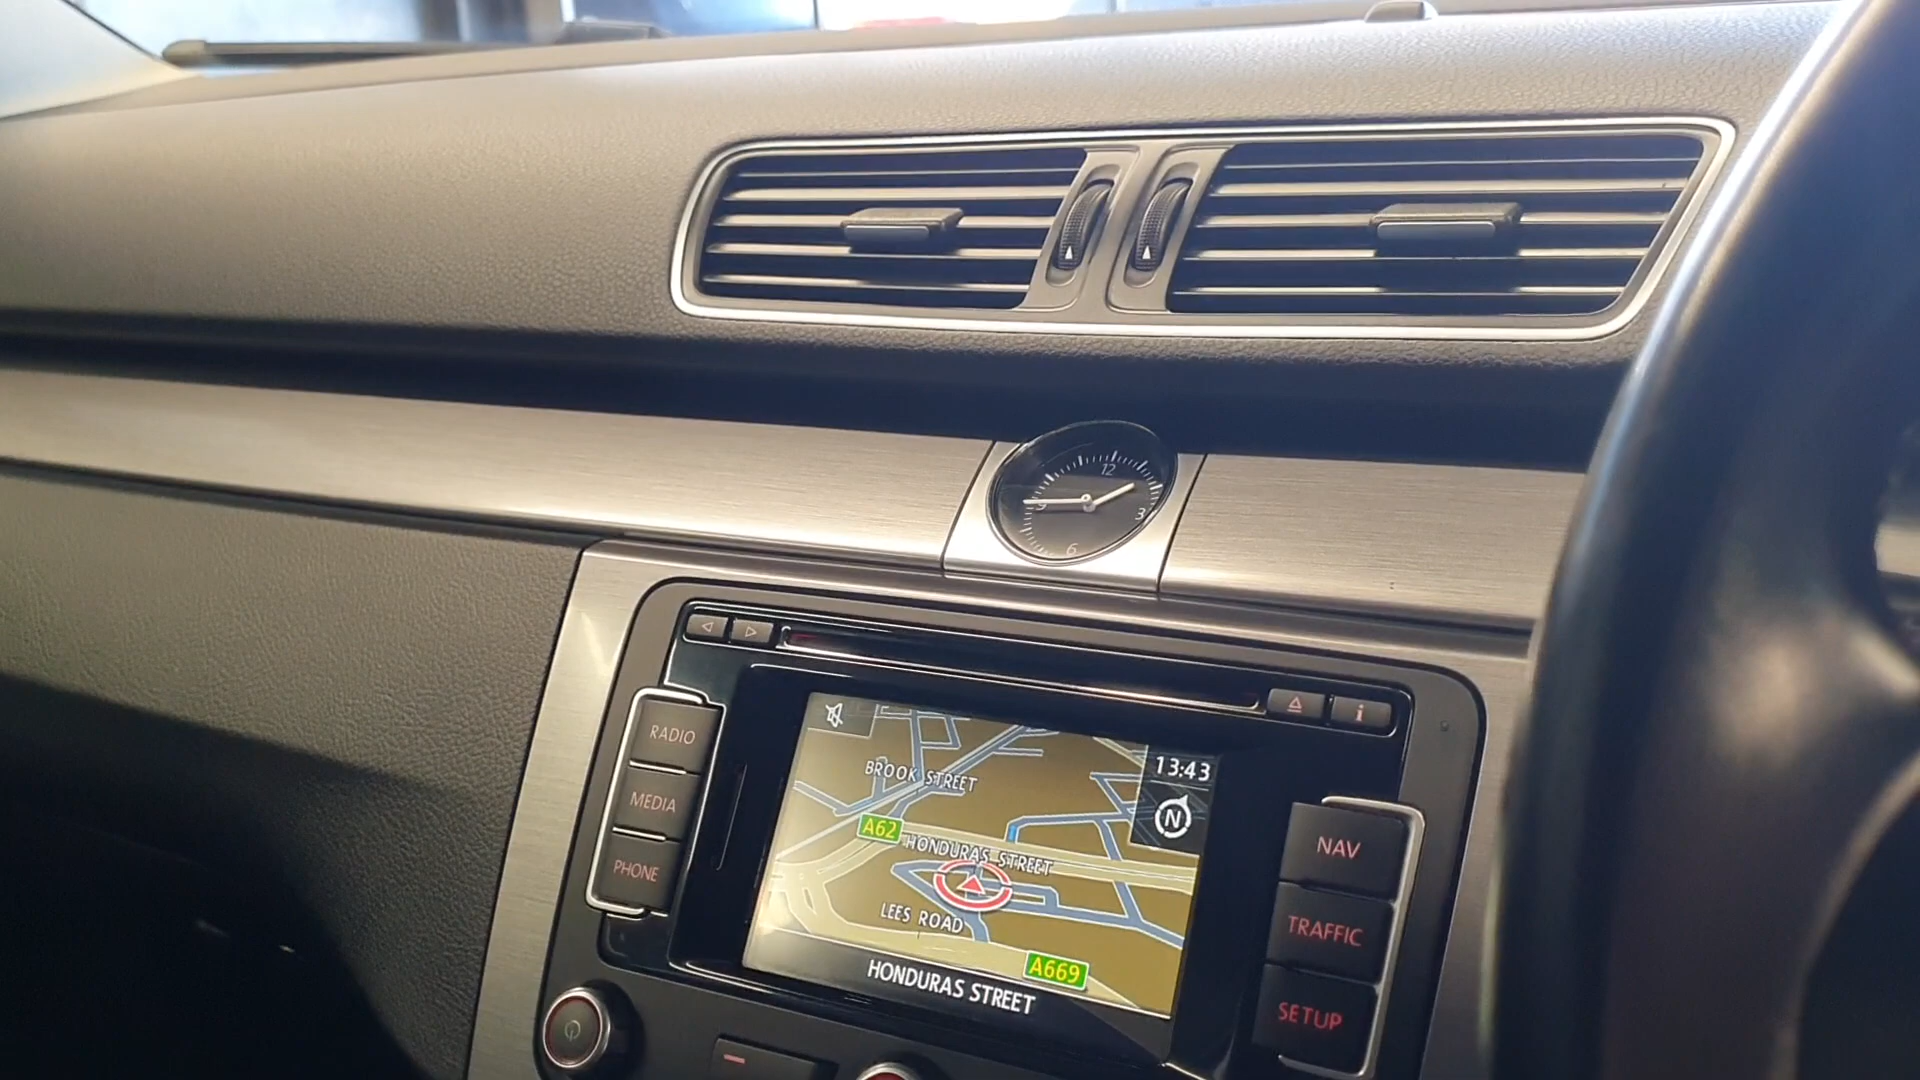 12
9
3
6
i
RADIO
MEDIA
PHONE
BROOK STREET
13:43
N
A62
HONDURAS STREET
LEES ROAD
A669
HONDURAS STREET
NAV
TRAFFIC
SETUP